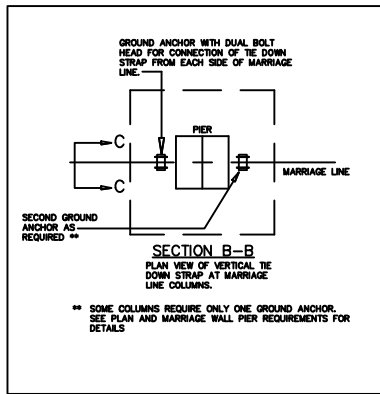 GROUND ANCHOR WITH DUAL BOLT
HEAD FOR CONNECTION OF TIE DOWN
STRAP FROM EACH SIDE OF MARRIAGE
LINE.
PIER
C
C
MARRIAGE LINE
SECOND GROUND
ANCHOR AS
REQUIRED **
SECTION B-B
PLAN VIEW OF VERTICAL TIE
DOWN STRAP AT MARRIAGE
LINE COLUMNS.
** SOME COLUMNS REQUIRE ONLY ONE GROUND ANCHOR.
SEE PLAN AND MARRIAGE WALL PIER REQUIREMENTS FOR
DETAILS